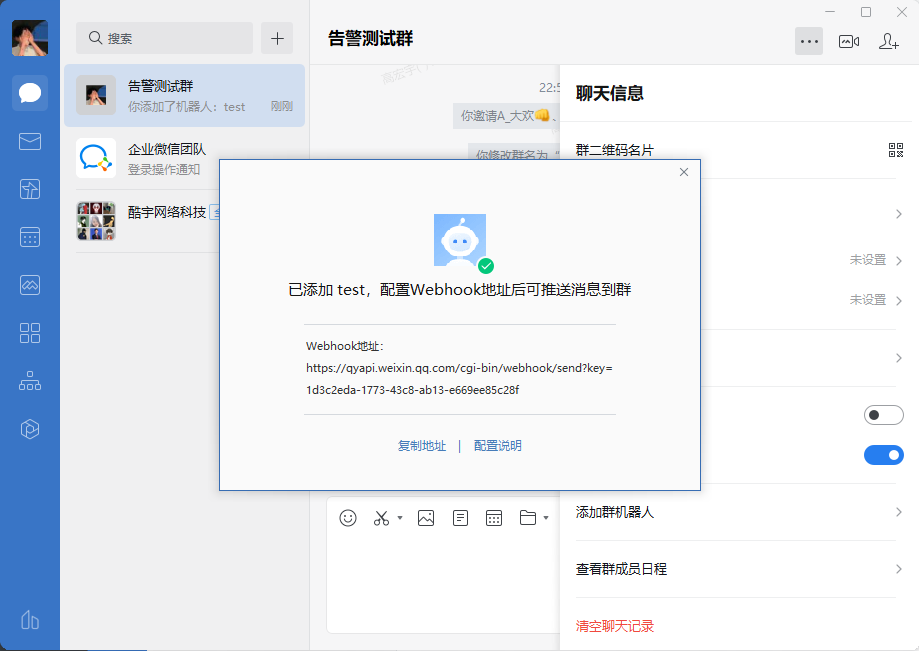 搜索
告警测试群
你添加了机器人: test
刚刚
企业微信团队
登录操作通知
酷宇网络科技
告警测试群
22:5
你邀请A_大欢👊、
你修改群名为“
聊天信息
群二维码名片
未设置
未设置
已添加 test，配置Webhook地址后可推送消息到群
Webhook地址:
https://qyapi.weixin.qq.com/cgi-bin/webhook/send?key=
1d3c2eda-1773-43c8-ab13-e669ee85c28f
复制地址 | 配置说明
添加群机器人
查看群成员日程
清空聊天记录